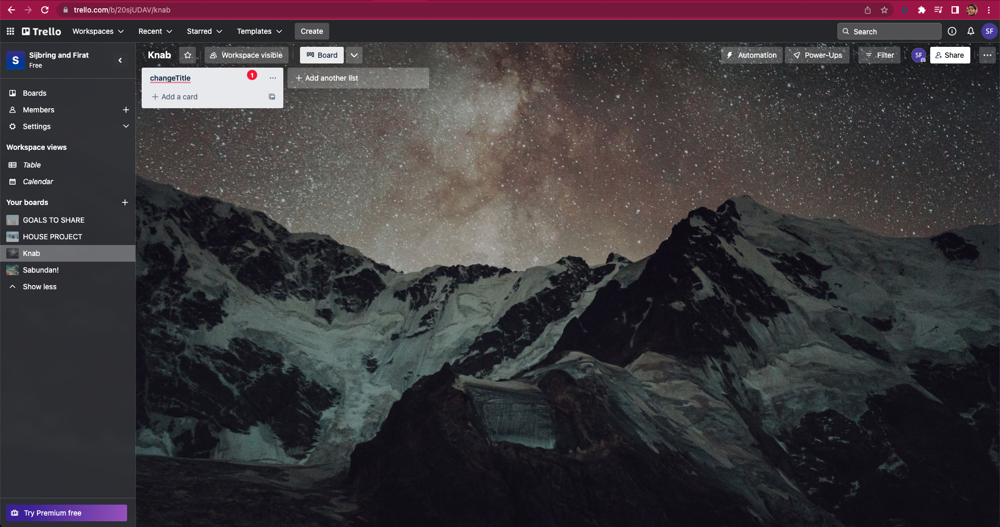 trello.com/b/20sjUDAV/knab
Trello Workspaces Recent Starred Templates Create Search SF
S Sijbring and Firat
Free
Knab Workspace visible Board Automation Power-Ups Filter SF Share
changeTitle 1
Add another list
Add a card
Boards
Members
Settings
Workspace views
Table
Calendar
Your boards
GOALS TO SHARE
HOUSE PROJECT
Knab
Sabundan!
Show less
Try Premium free